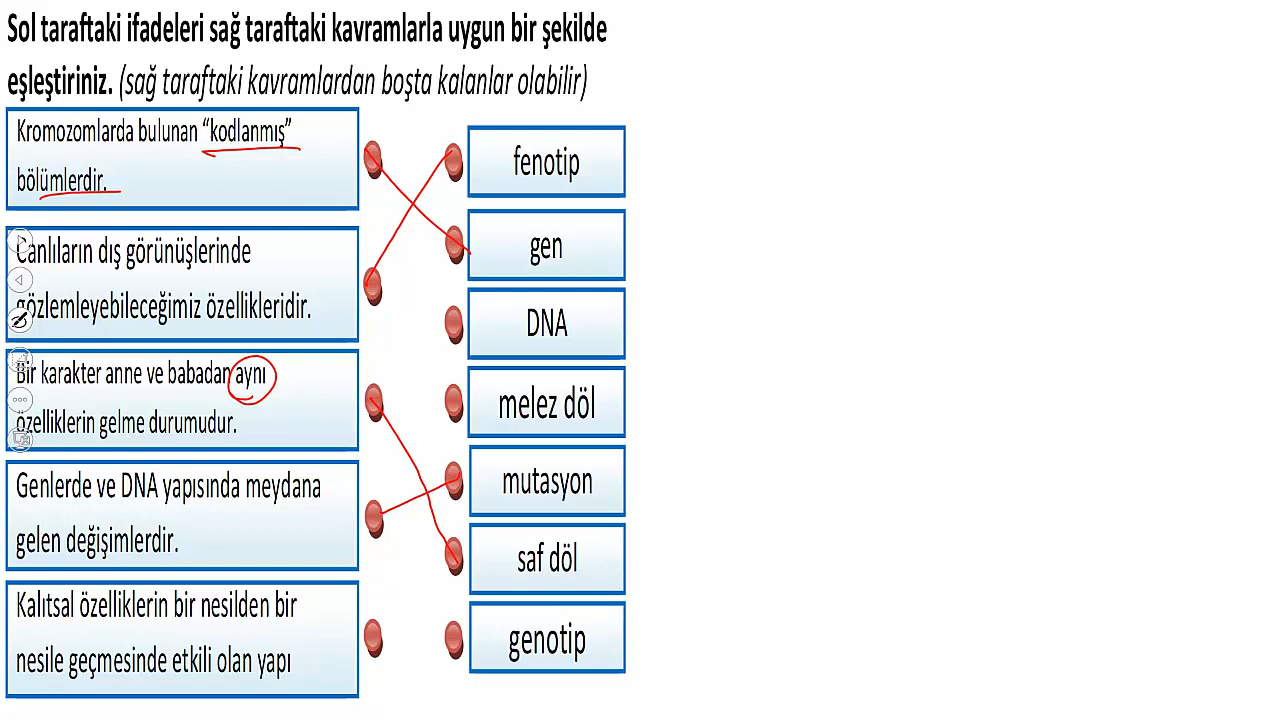 Sol taraftaki ifadeleri sağ taraftaki kavramlarla uygun bir şekilde
eşleştiriniz. (sağ taraftaki kavramlardan boşta kalanlar olabilir)
Kromozomlarda bulunan “kodlanmış”
bölümlerdir.
Canlıların dış görünüşlerinde
gözlemleyebileceğimiz özellikleridir.
Bir karakter anne ve babadan aynı
özelliklerin gelme durumudur.
Genlerde ve DNA yapısında meydana
gelen değişimlerdir.
Kalıtsal özelliklerin bir nesilden bir
nesile geçmesinde etkili olan yapı
fenotip
gen
DNA
melez döl
mutasyon
saf döl
genotip